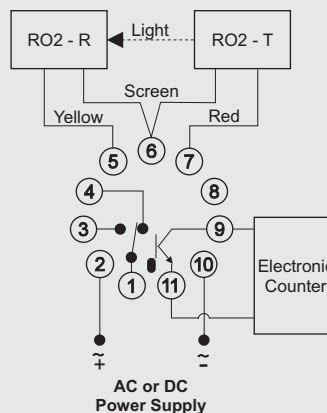 RO2 - R
Light
RO2 - T
Screen
Yellow
Red
5
6
7
4
8
3
9
2
10
1
11
Electronic
Counter
~
+
~
-
AC or DC
Power Supply